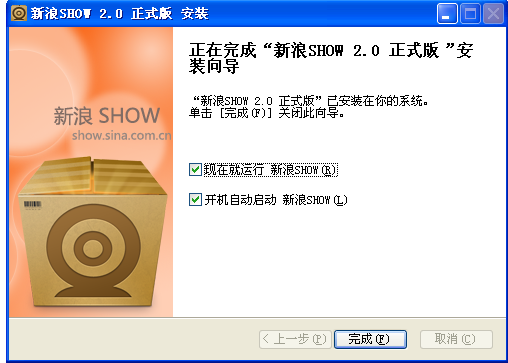 新浪SHOW 2.0 正式版 安装
正在完成“新浪SHOW 2.0 正式版 ”安
装向导
新浪 SHOW
show.sina.com.cn
“新浪SHOW 2.0 正式版”已安装在你的系统。
单击 [完成(F)] 关闭此向导。
现在就运行 新浪SHOW(R)
开机自动启动 新浪SHOW(L)
< 上一步(P)
完成(F)
取消(C)